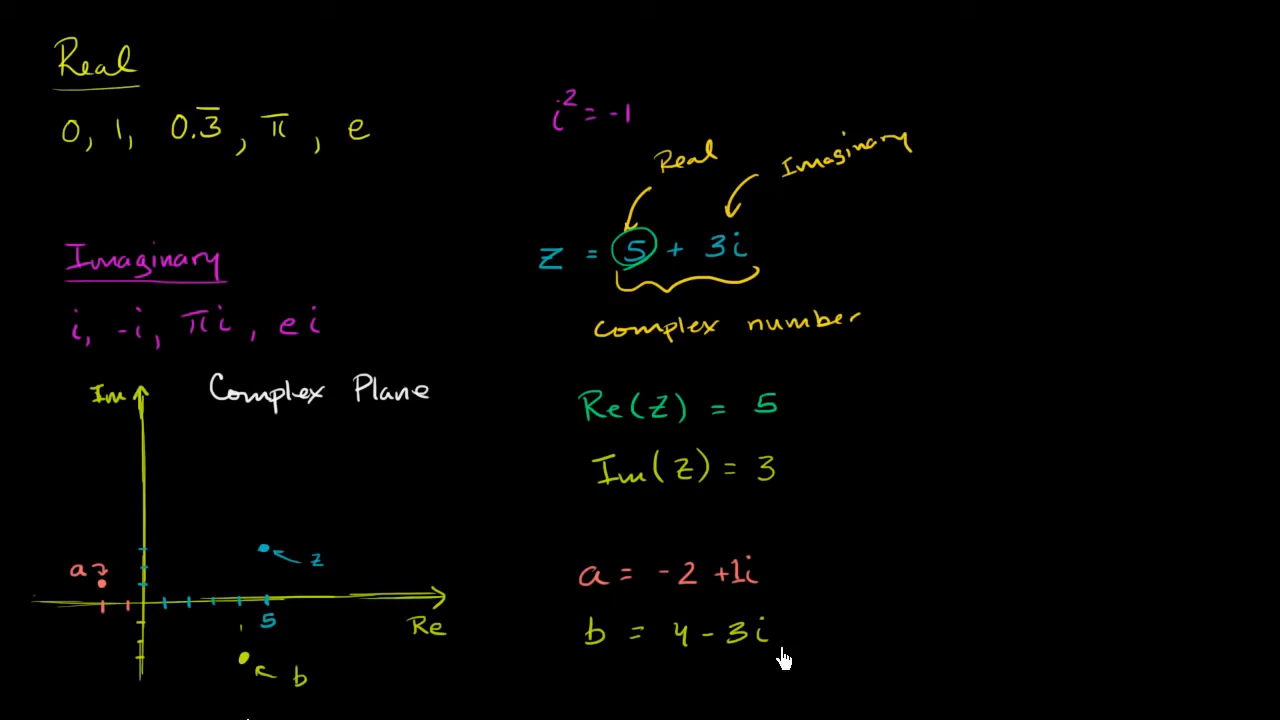 Real
0, 1, 0.3̅, π, e
Imaginary
i, -i, πi, ei
Complex Plane
Im
a
z
5
Re
b
i² = -1
Real
Imaginary
z = 5 + 3i
Complex number
Re(z) = 5
Im(z) = 3
a = -2 +1i
b = 4 - 3i